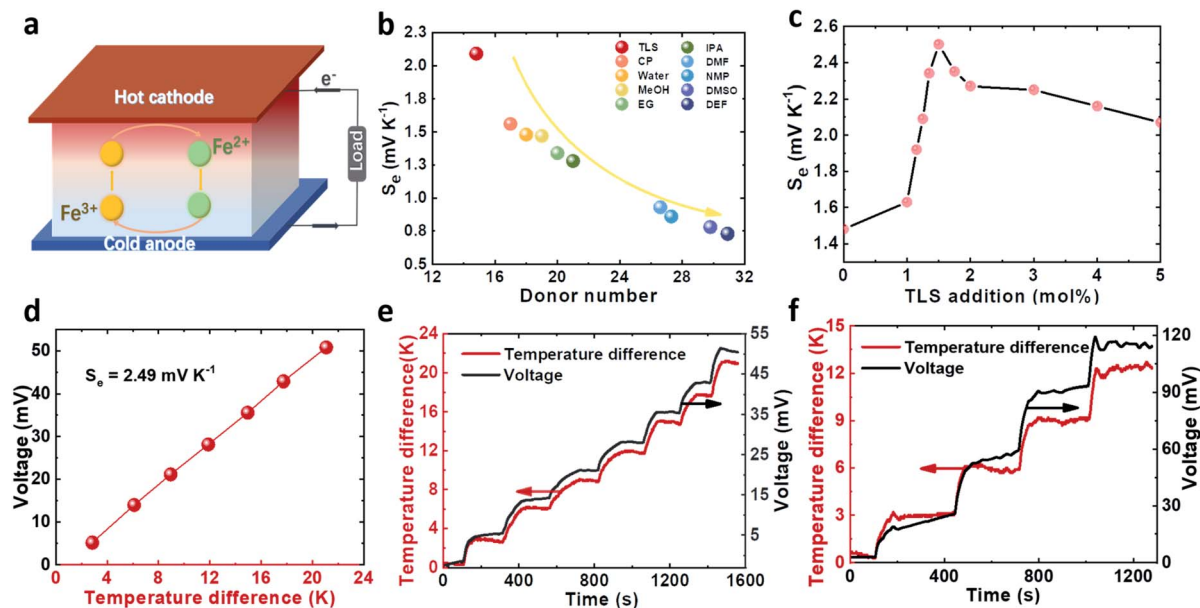 a
Hot cathode
e⁻
Load
Fe²⁺
Fe³⁺
Cold anode
b
Sₑ (mV K⁻¹)
2.3
2.0
1.7
1.4
1.1
0.8
0.5
TLS
CP
Water
MeOH
EG
IPA
DMF
NMP
DMSO
DEF
12 16 20 24 28 32
Donor number
c
Sₑ (mV K⁻¹)
2.6
2.4
2.2
2.0
1.8
1.6
1.4
0 1 2 3 4 5
TLS addition (mol%)
d
Voltage (mV)
50
40
30
20
10
0
Sₑ = 2.49 mV K⁻¹
0 4 8 12 16 20 24
Temperature difference (K)
e
Temperature difference(K)
24
21
18
15
12
9
6
3
0
Temperature difference
Voltage
55
45
35
25
15
5
Voltage (mV)
0 400 800 1200 1600
Time (s)
f
Temperature difference (K)
15
12
9
6
3
0
Temperature difference
Voltage
120
90
60
30
0
Voltage (mV)
0 400 800 1200
Time (s)